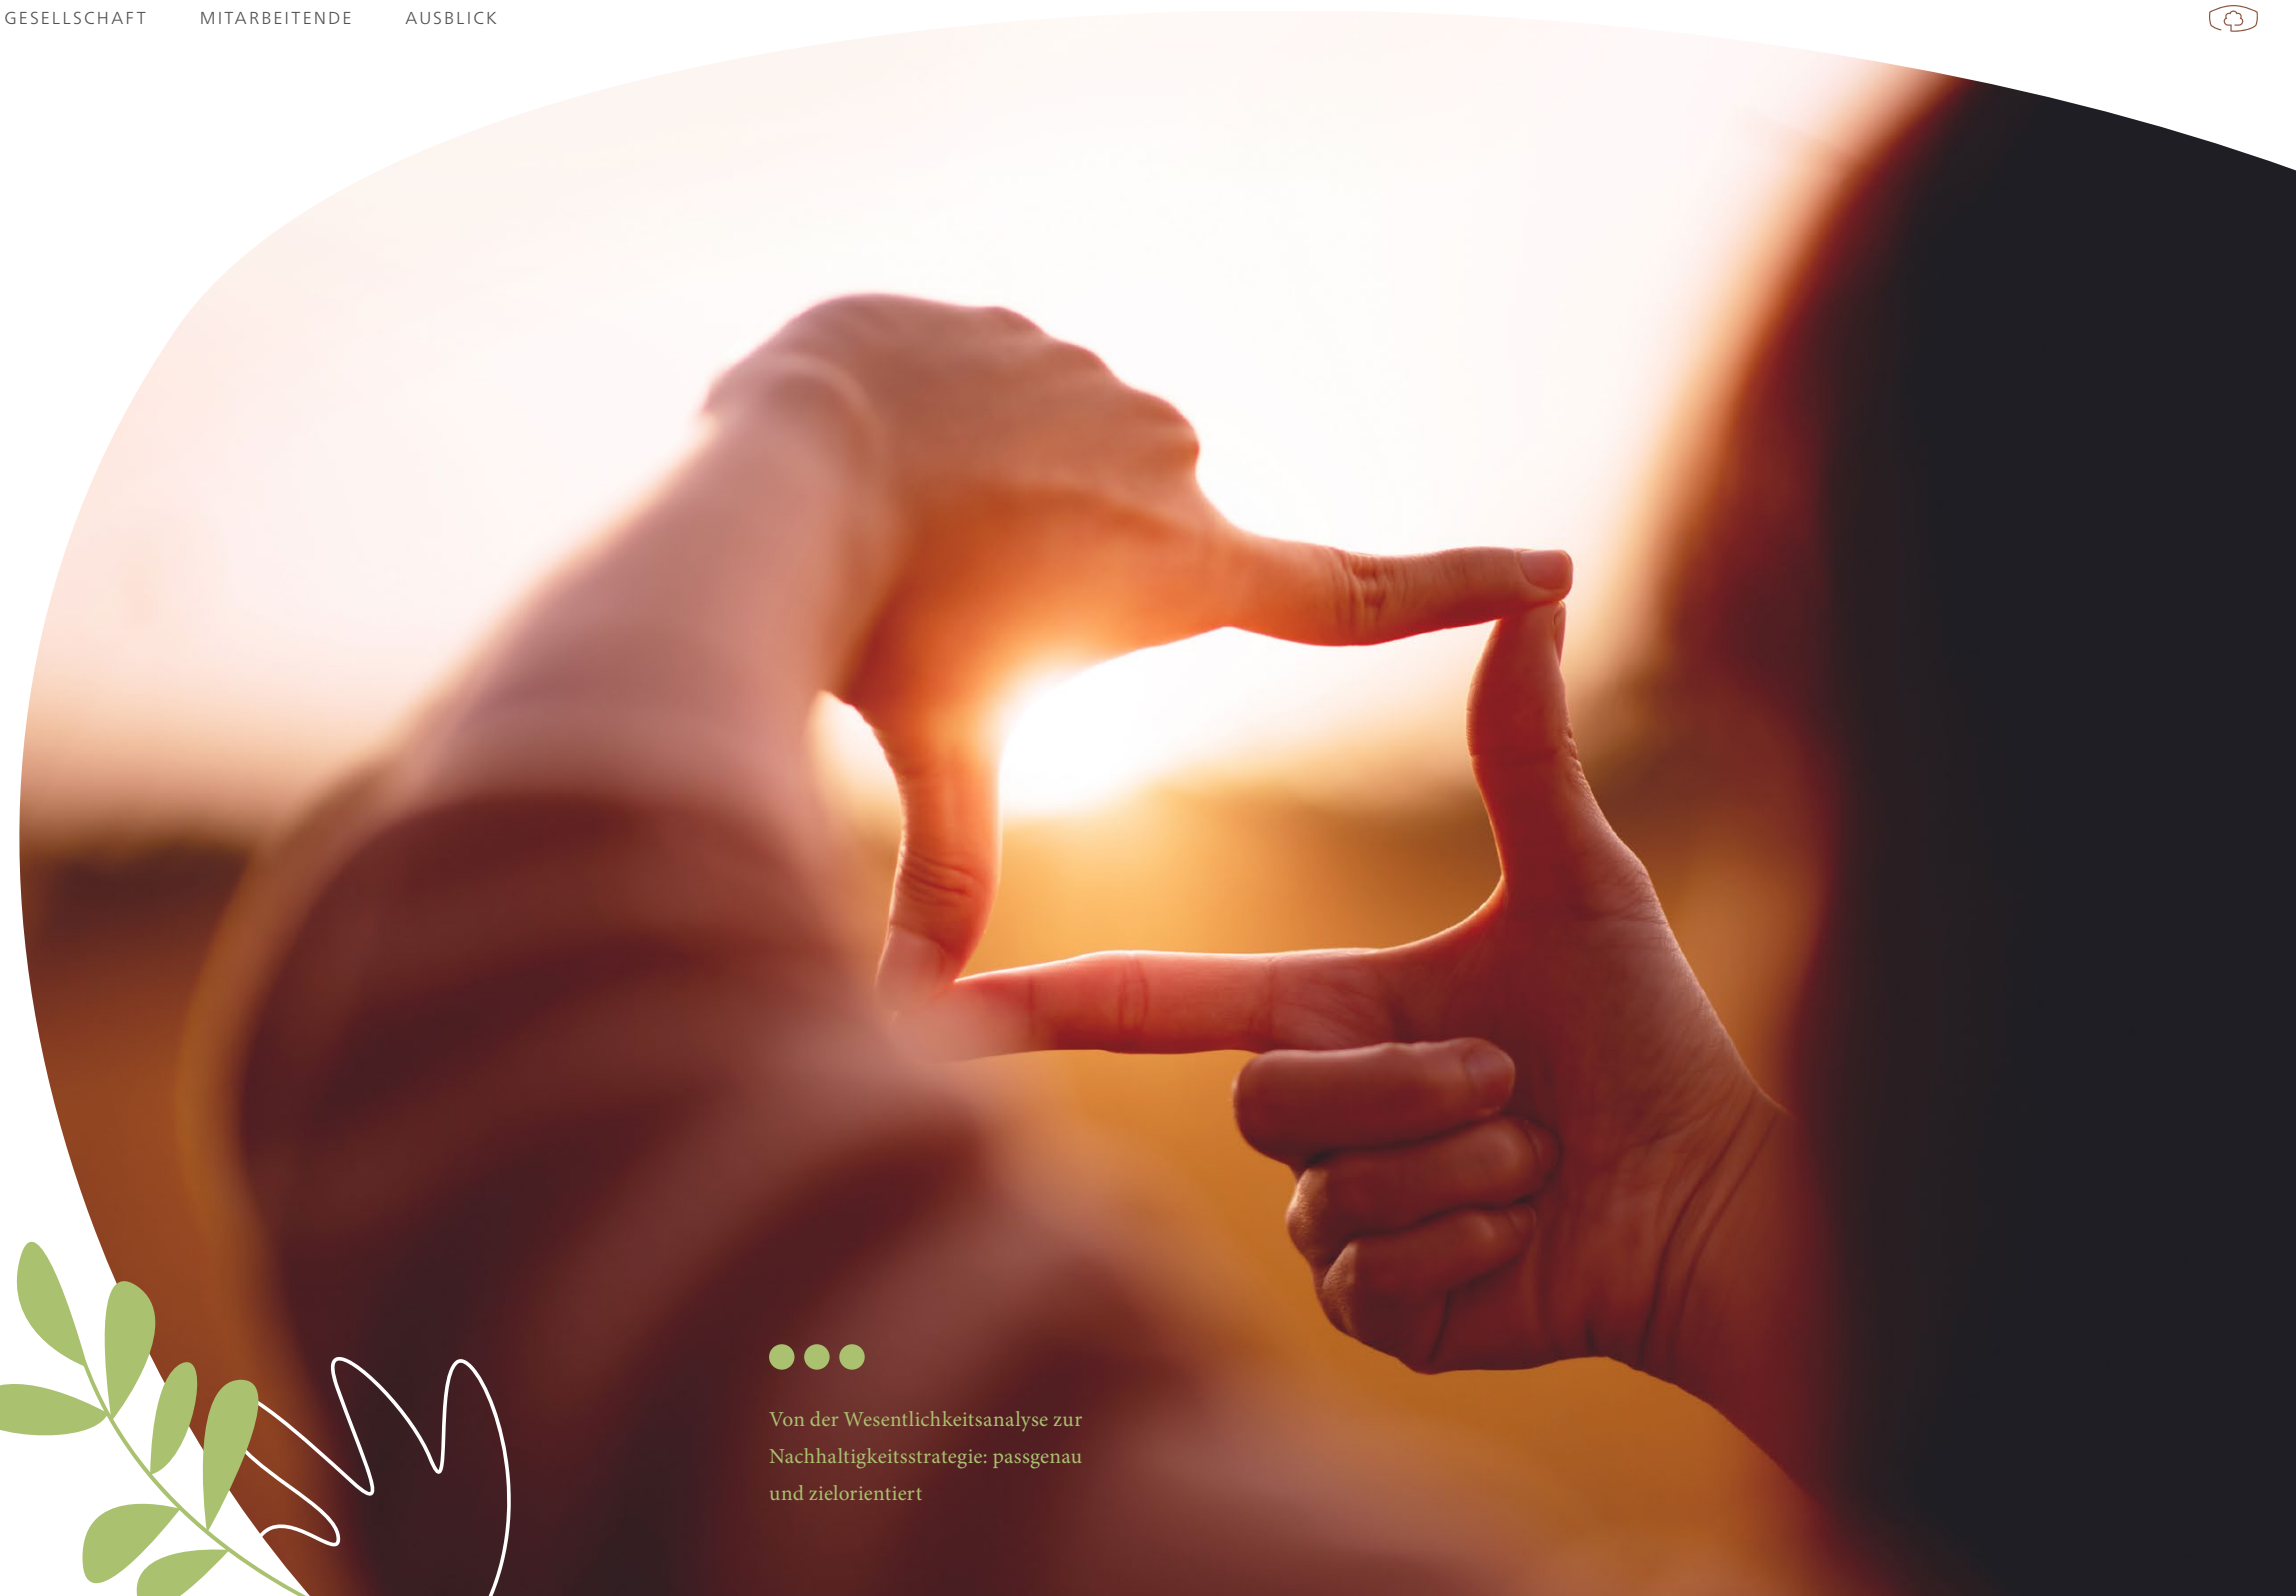 GESELLSCHAFT MITARBEITENDE AUSBLICK
Von der Wesentlichkeitsanalyse zur
Nachhaltigkeitsstrategie: passgenau
und zielorientiert